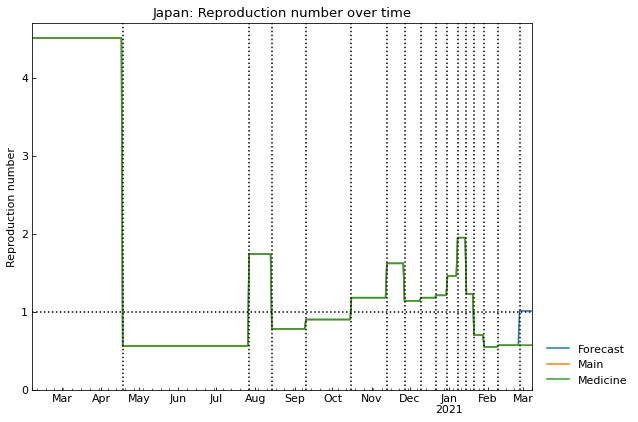 Japan: Reproduction number over time
Reproduction number
4
3
2
1
0
Mar Apr May Jun Jul Aug Sep Oct Nov Dec Jan Feb Mar
2021
Forecast
Main
Medicine